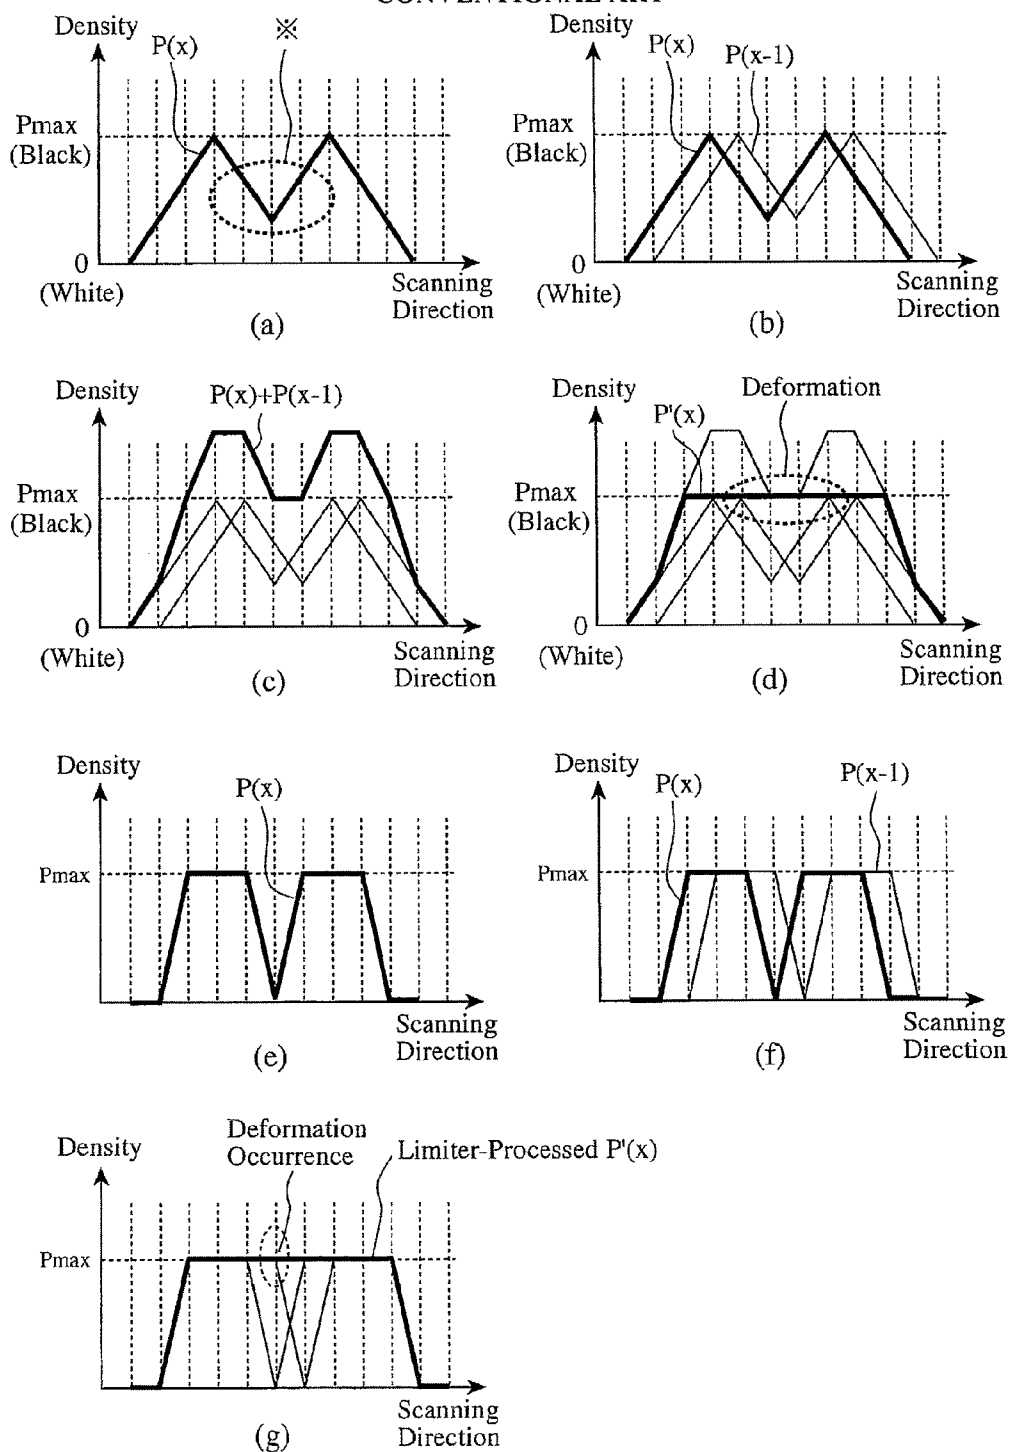 CONVENTIONAL ART
Density
P(x)
※
Pmax
(Black)
0
(White)
Scanning
Direction
(a)
Density
P(x)
P(x-1)
Pmax
(Black)
0
(White)
Scanning
Direction
(b)
Density
P(x)+P(x-1)
Pmax
(Black)
0
(White)
Scanning
Direction
(c)
Density
Deformation
P'(x)
Pmax
(Black)
0
(White)
Scanning
Direction
(d)
Density
P(x)
Pmax
Scanning
Direction
(e)
Density
P(x)
P(x-1)
Pmax
Scanning
Direction
(f)
Density
Deformation
Occurrence
Limiter-Processed P'(x)
Pmax
Scanning
Direction
(g)